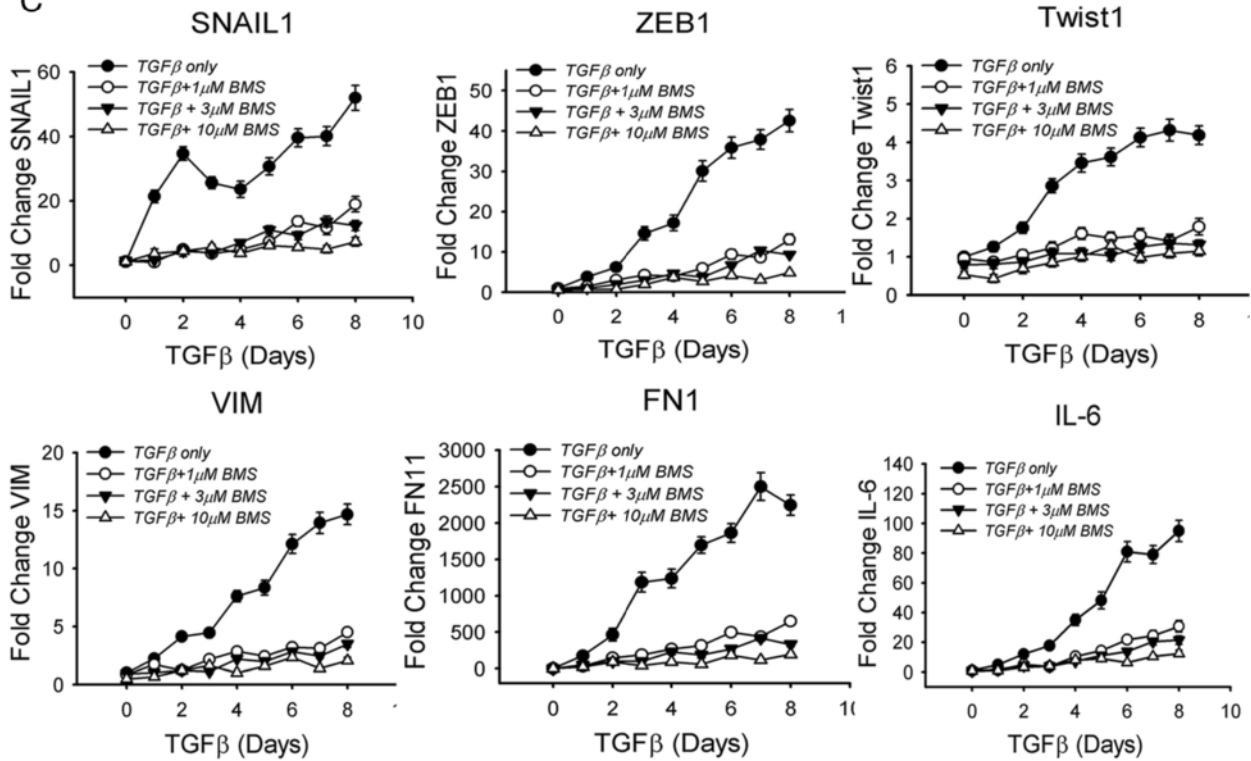 C
SNAIL1
Fold Change SNAIL1
60
40
20
0
TGFβ only
TGFβ+1μM BMS
TGFβ + 3μM BMS
TGFβ+ 10μM BMS
0 2 4 6 8 10
TGFβ (Days)
ZEB1
Fold Change ZEB1
50
40
30
20
10
0
TGFβ only
TGFβ+1μM BMS
TGFβ + 3μM BMS
TGFβ+ 10μM BMS
0 2 4 6 8 1
TGFβ (Days)
Twist1
Fold Change Twist1
6
5
4
3
2
1
0
TGFβ only
TGFβ+1μM BMS
TGFβ + 3μM BMS
TGFβ+ 10μM BMS
0 2 4 6 8
TGFβ (Days)
VIM
Fold Change VIM
20
15
10
5
0
TGFβ only
TGFβ+1μM BMS
TGFβ + 3μM BMS
TGFβ+ 10μM BMS
0 2 4 6 8
TGFβ (Days)
FN1
Fold Change FN11
3000
2500
2000
1500
1000
500
0
TGFβ only
TGFβ+1μM BMS
TGFβ + 3μM BMS
TGFβ+ 10μM BMS
0 2 4 6 8 10
TGFβ (Days)
IL-6
Fold Change IL-6
140
120
100
80
60
40
20
0
TGFβ only
TGFβ+1μM BMS
TGFβ + 3μM BMS
TGFβ+ 10μM BMS
0 2 4 6 8 10
TGFβ (Days)